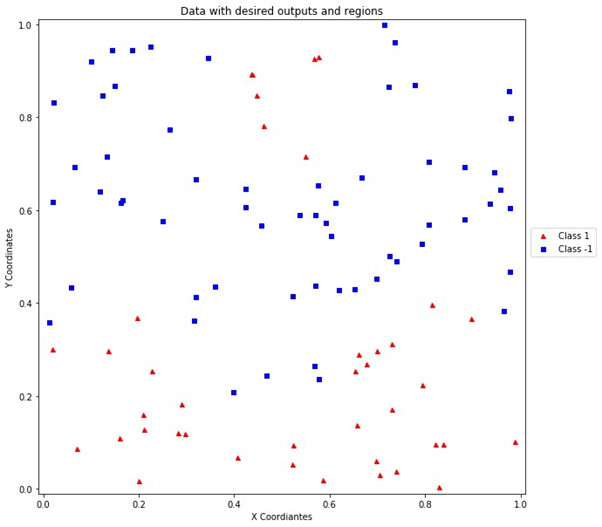 Data with desired outputs and regions
1.0
0.8
0.6
0.4
0.2
0.0
Y Coordinates
0.0 0.2 0.4 0.6 0.8 1.0
X Coordiantes
Class 1
Class -1